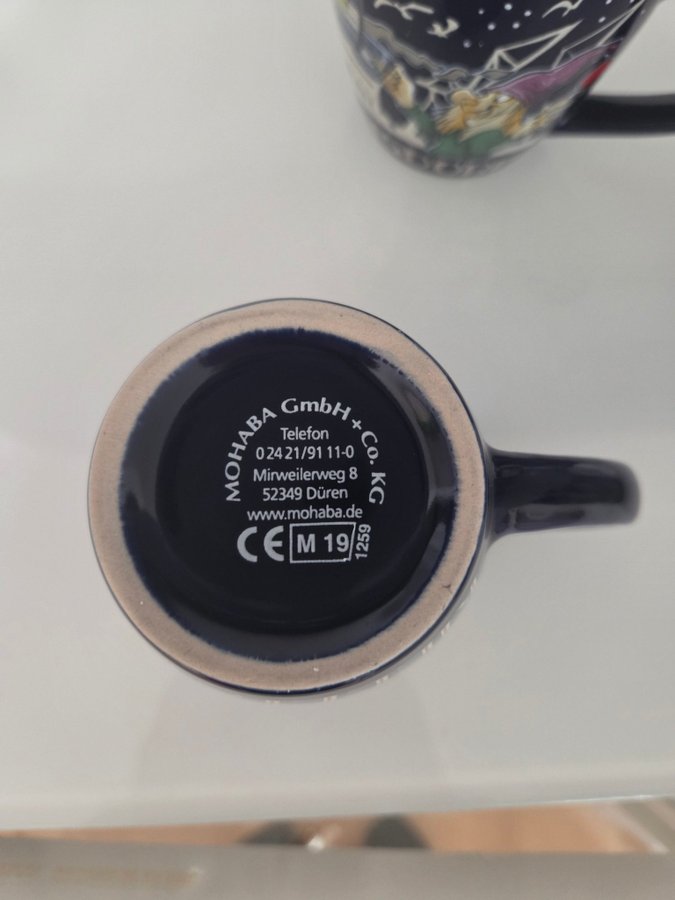 MOHABA GmbH + Co. KG
Telefon
0 24 21/91 11-0
Mirweilerweg 8
52349 Düren
www.mohaba.de
CE M 19 1259